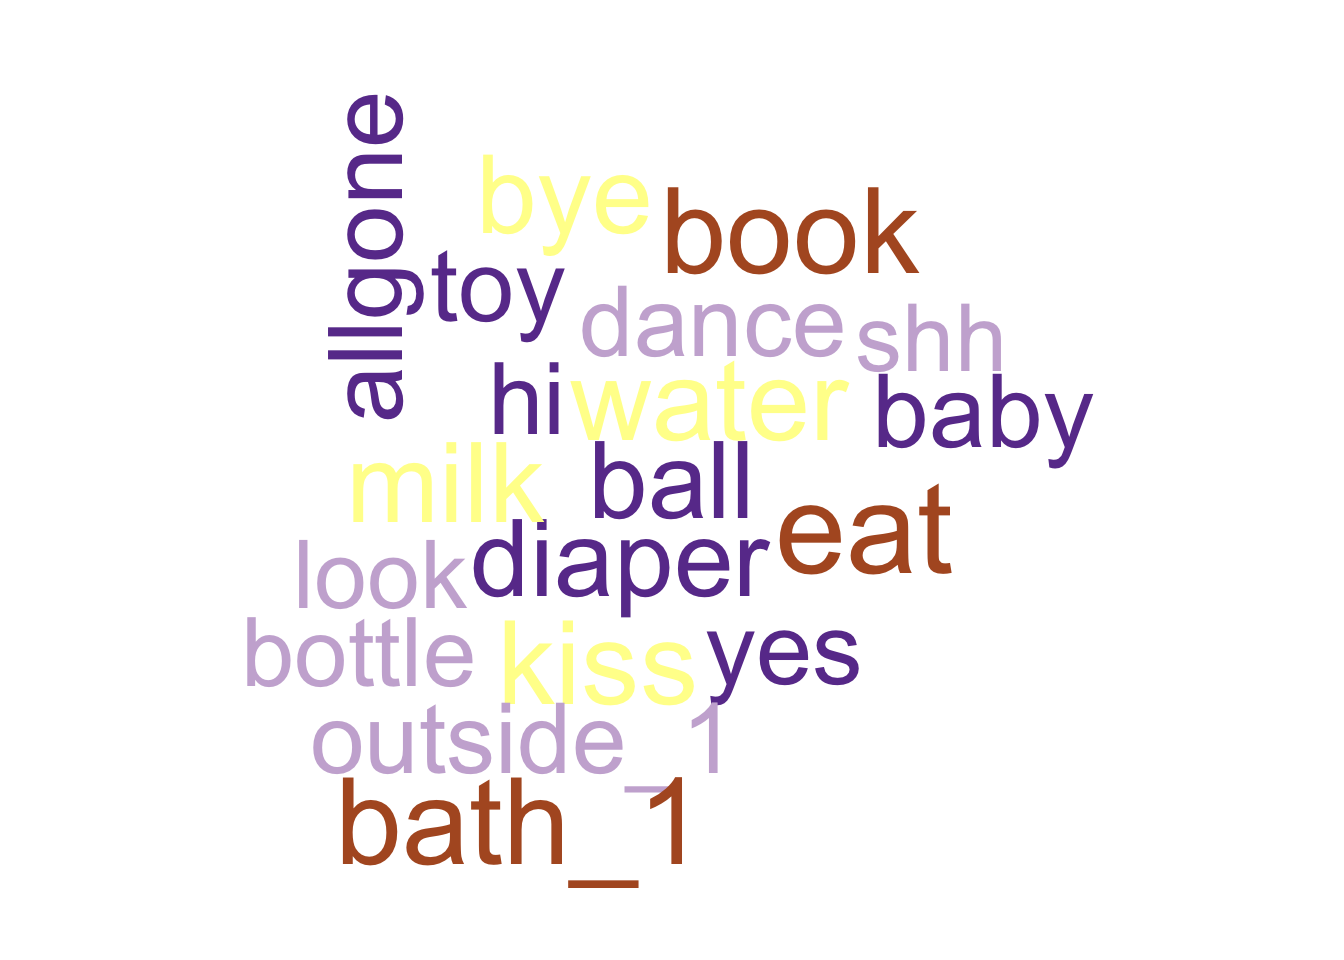 allgone
bye
book
toy
dance
shh
hi
water
baby
milk
ball
eat
diaper
look
bottle
kiss
yes
outside_1
bath_1